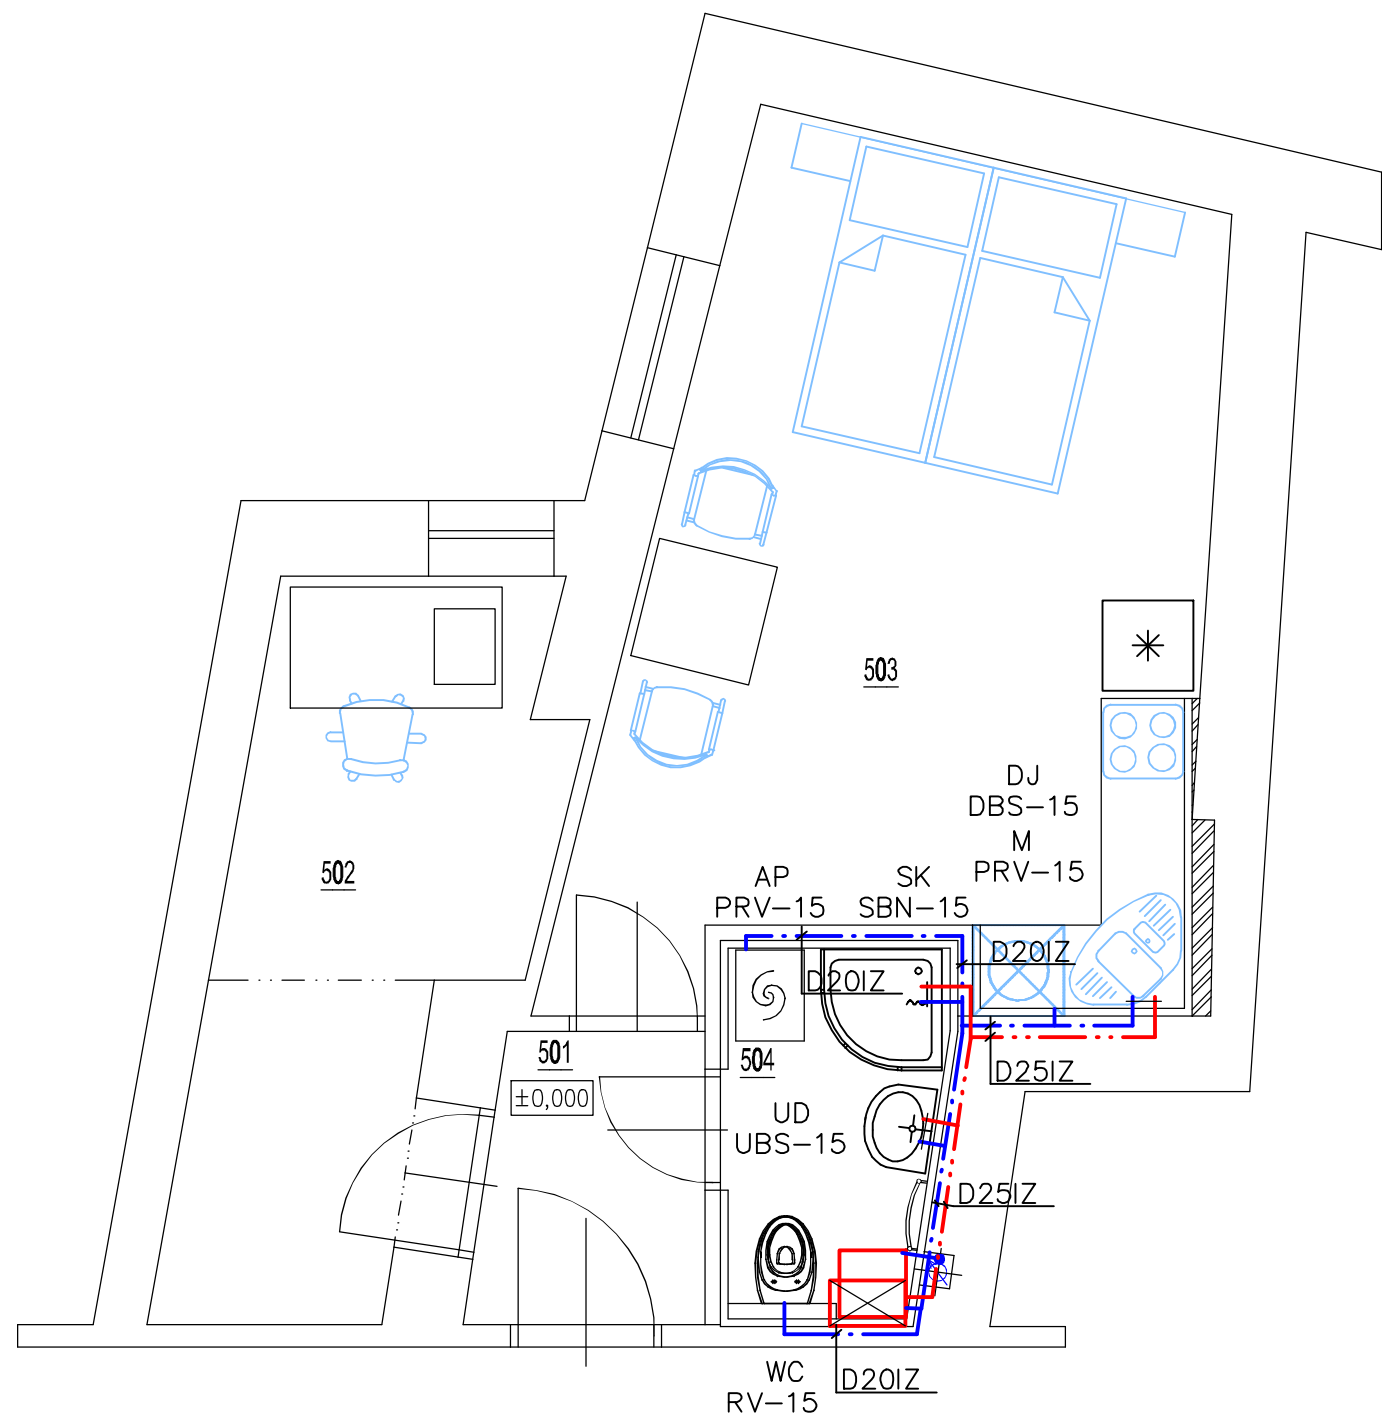 503
DJ
DBS-15
M
PRV-15
502
AP
PRV-15
SK
SBN-15
D20IZ
D20IZ
501
±0,000
504
D25IZ
UD
UBS-15
D25IZ
WC
RV-15
D20IZ